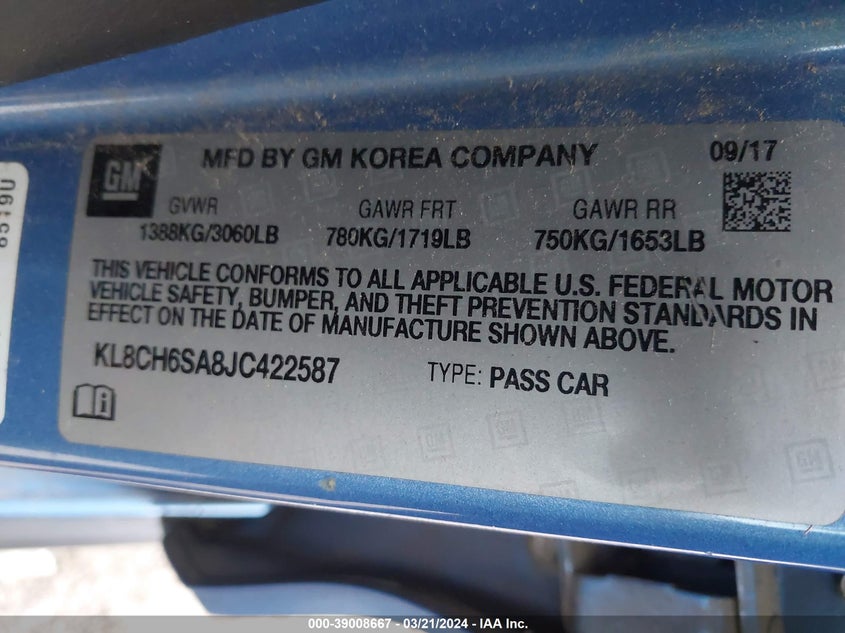 GM
MFD BY GM KOREA COMPANY
09/17
GVWR GAWR FRT GAWR RR
1388KG/3060LB 780KG/1719LB 750KG/1653LB
THIS VEHICLE CONFORMS TO ALL APPLICABLE U.S. FEDERAL MOTOR
VEHICLE SAFETY, BUMPER, AND THEFT PREVENTION STANDARDS IN
EFFECT ON THE DATE OF MANUFACTURE SHOWN ABOVE.
KL8CH6SA8JC422587 TYPE: PASS CAR
000-39008667 - 03/21/2024 - IAA Inc.